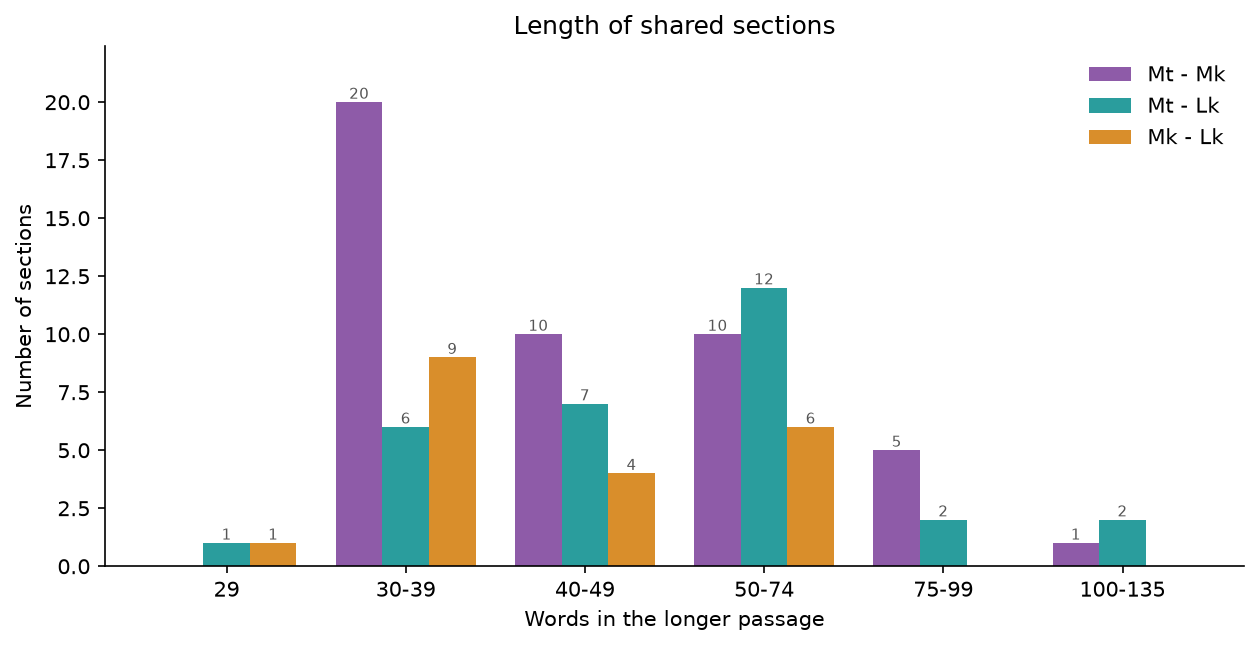 Length of shared sections
Mt - Mk
Mt - Lk
Mk - Lk
Number of sections
20.0
17.5
15.0
12.5
10.0
7.5
5.0
2.5
0.0
1 1
20 6 9
10 7 4
10 12 6
5 2
1 2
29 30-39 40-49 50-74 75-99 100-135
Words in the longer passage